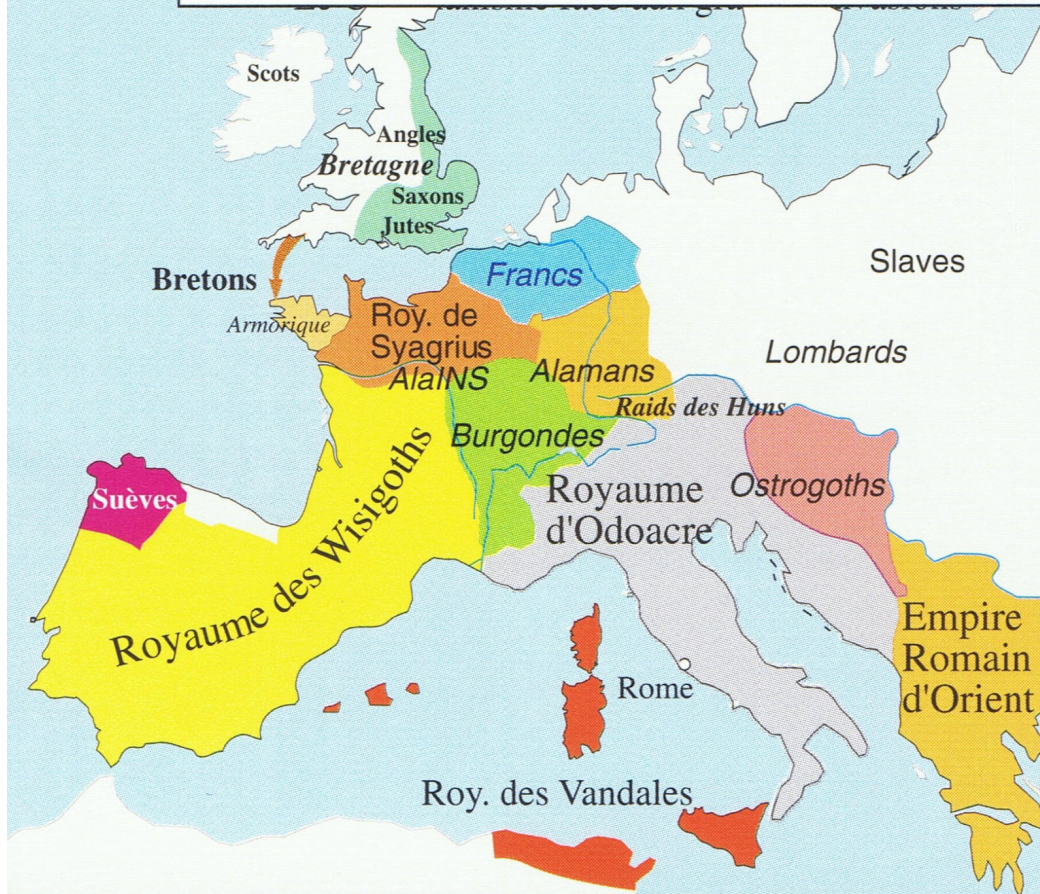 Scots
Angles
Bretagne
Saxons
Jutes
Bretons
Francs
Slaves
Armorique
Roy. de
Syagrius
AlaINS
Alamans
Lombards
Raids des Huns
Burgondes
Suèves
Royaume des Wisigoths
Royaume
d'Odoacre
Ostrogoths
Empire
Romain
d'Orient
Rome
Roy. des Vandales